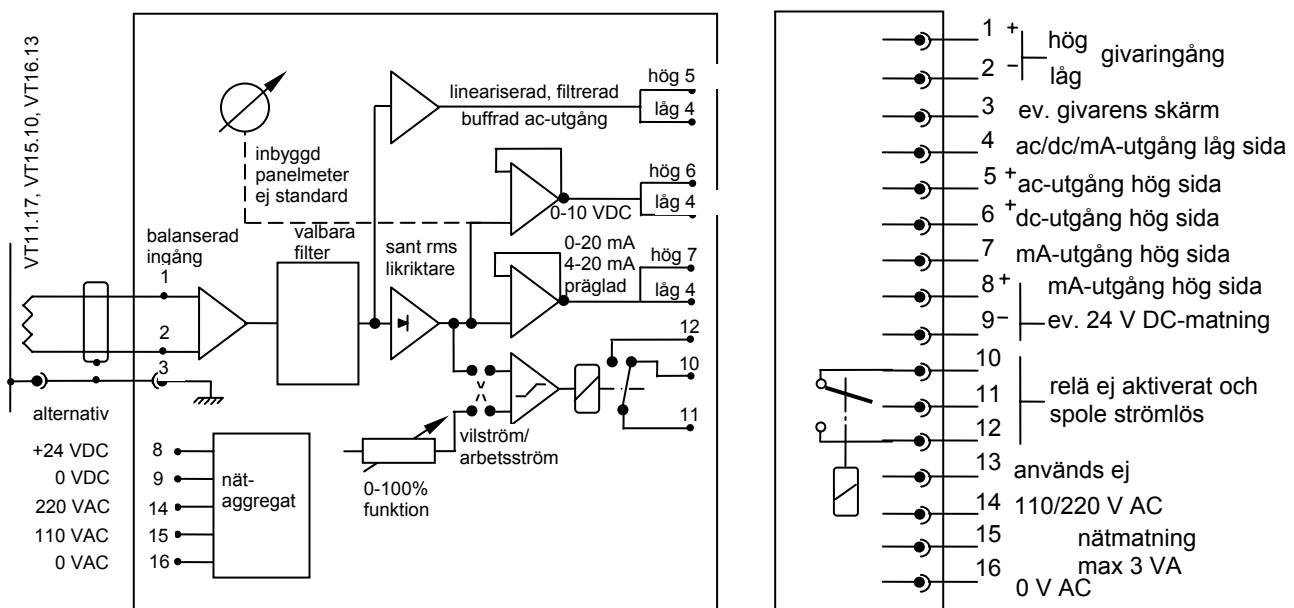 VT11.17, VT15.10, VT16.13
inbyggd
panelmeter
ej standard
lineariserad, filtrerad
buffrad ac-utgång
hög 5
låg 4
hög 6
låg 4
0-10 VDC
balanserad
ingång
valbara
filter
sant rms
likriktare
0-20 mA
4-20 mA
präglad
hög 7
låg 4
1
2
3
12
10
11
alternativ
+24 VDC
8
0 VDC
9
220 VAC
14
110 VAC
15
0 VAC
16
nät-
aggregat
0-100%
funktion
vilström/
arbetsström
1 +
hög
givaringång
2 –
låg
3 ev. givarens skärm
4 ac/dc/mA-utgång låg sida
5 + ac-utgång hög sida
6 + dc-utgång hög sida
7 mA-utgång hög sida
8 + mA-utgång hög sida
9 – ev. 24 V DC-matning
10
11
12
relä ej aktiverat och
spole strömlös
13 används ej
14 110/220 V AC
15 nätmatning
max 3 VA
16 0 V AC